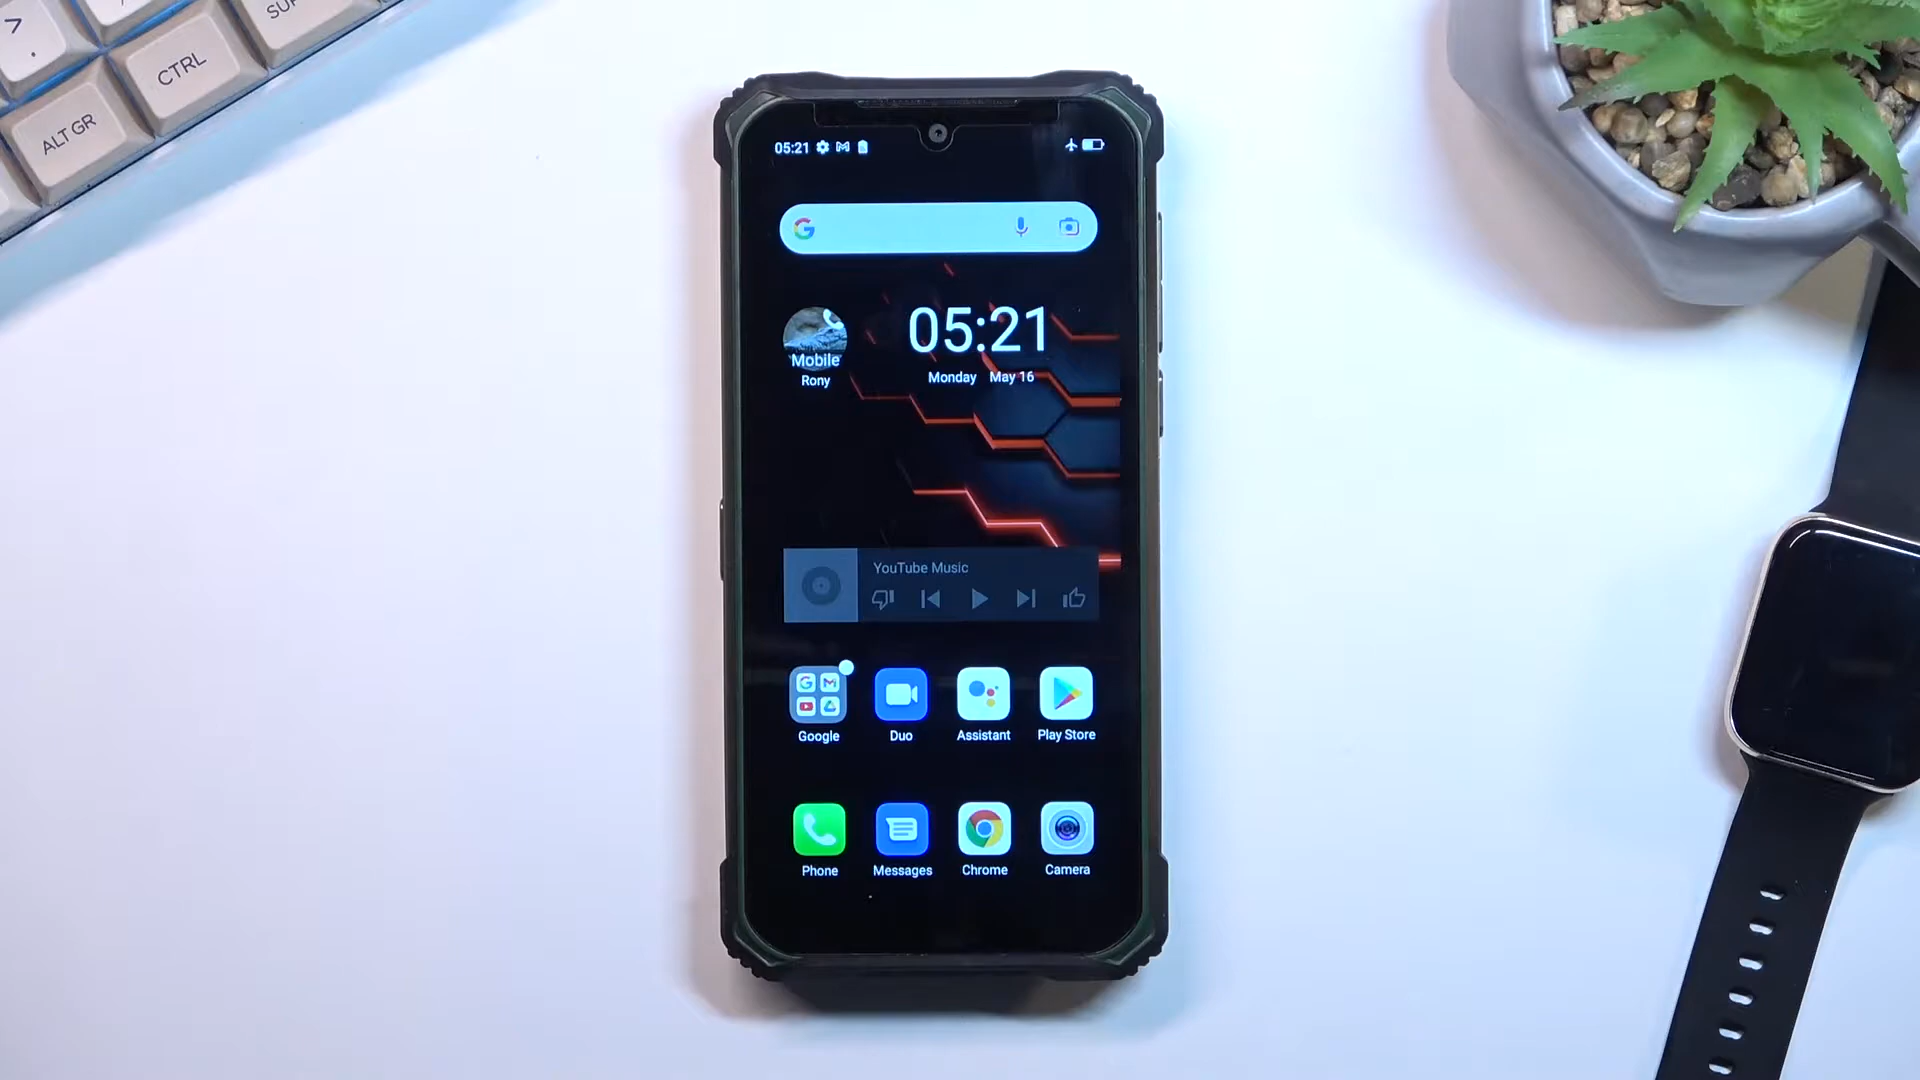 >
.
SUP
CTRL
ALT GR
05:21
05:21
Mobile
Rony
Monday May 16
YouTube Music
Google
Duo
Assistant
Play Store
Phone
Messages
Chrome
Camera